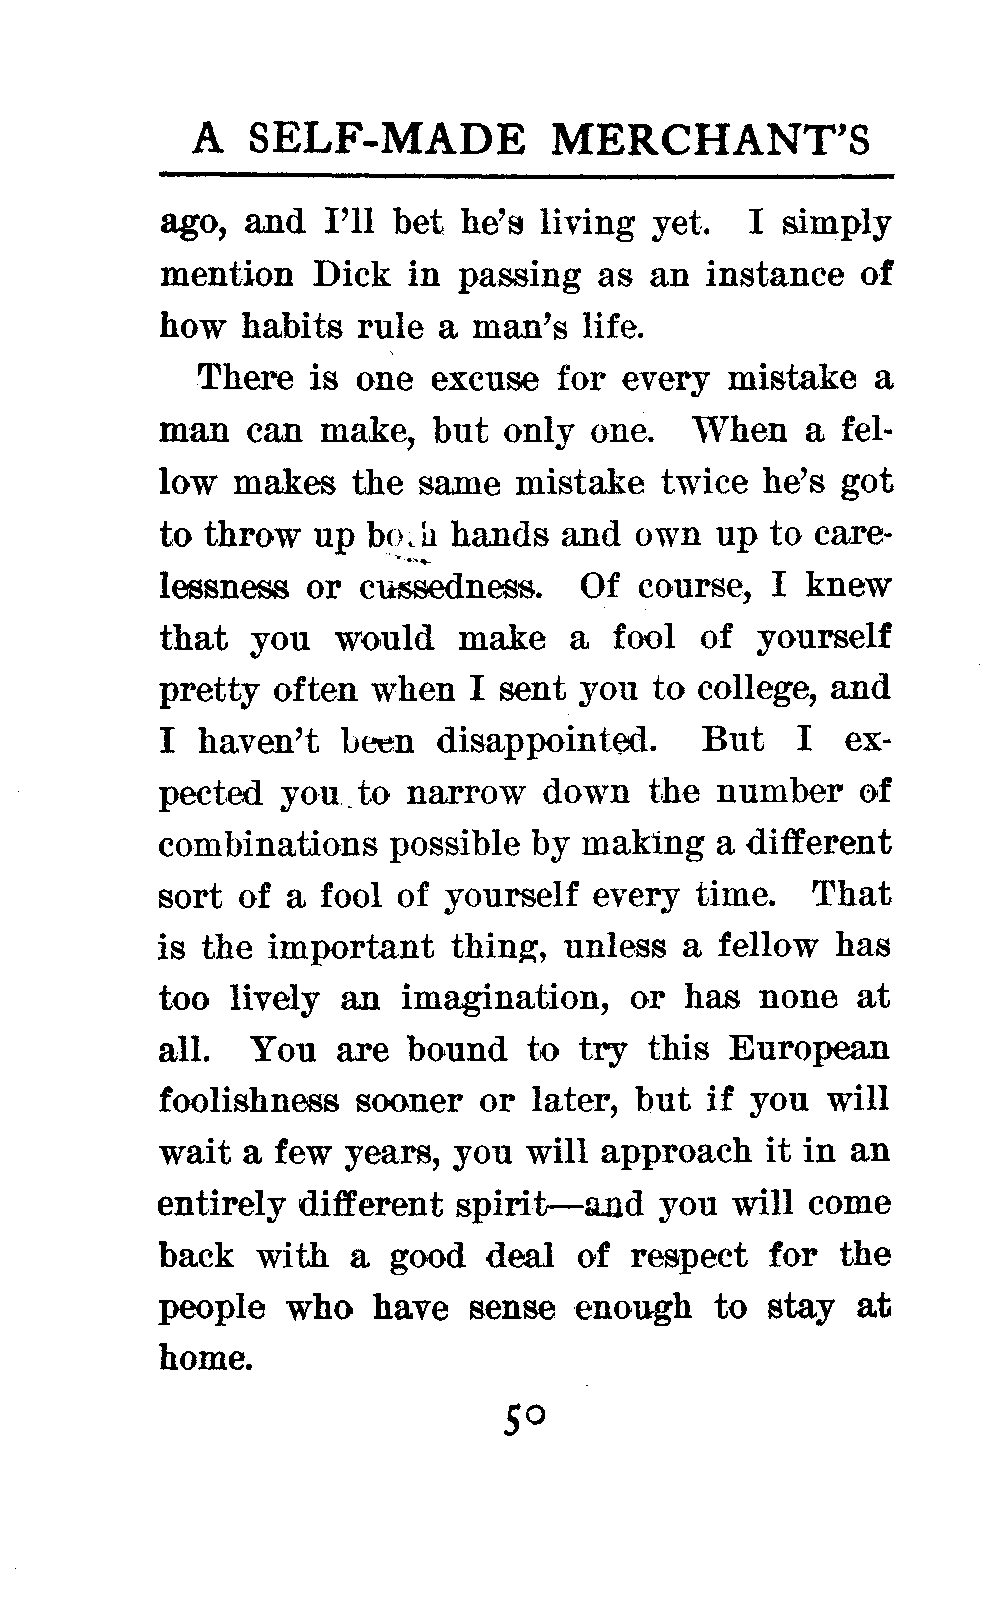 A SELF-MADE MERCHANT'S
ago, and I'll bet he's living yet. I simply
mention Dick in passing as an instance of
how habits rule a man's life.
There is one excuse for every mistake a
man can make, but only one. When a fel-
low makes the same mistake twice he's got
to throw up both hands and own up to care-
lessness or cussedness. Of course, I knew
that you would make a fool of yourself
pretty often when I sent you to college, and
I haven't been disappointed. But I ex-
pected you to narrow down the number of
combinations possible by making a different
sort of a fool of yourself every time. That
is the important thing, unless a fellow has
too lively an imagination, or has none at
all. You are bound to try this European
foolishness sooner or later, but if you will
wait a few years, you will approach it in an
entirely different spirit—and you will come
back with a good deal of respect for the
people who have sense enough to stay at
home.
50